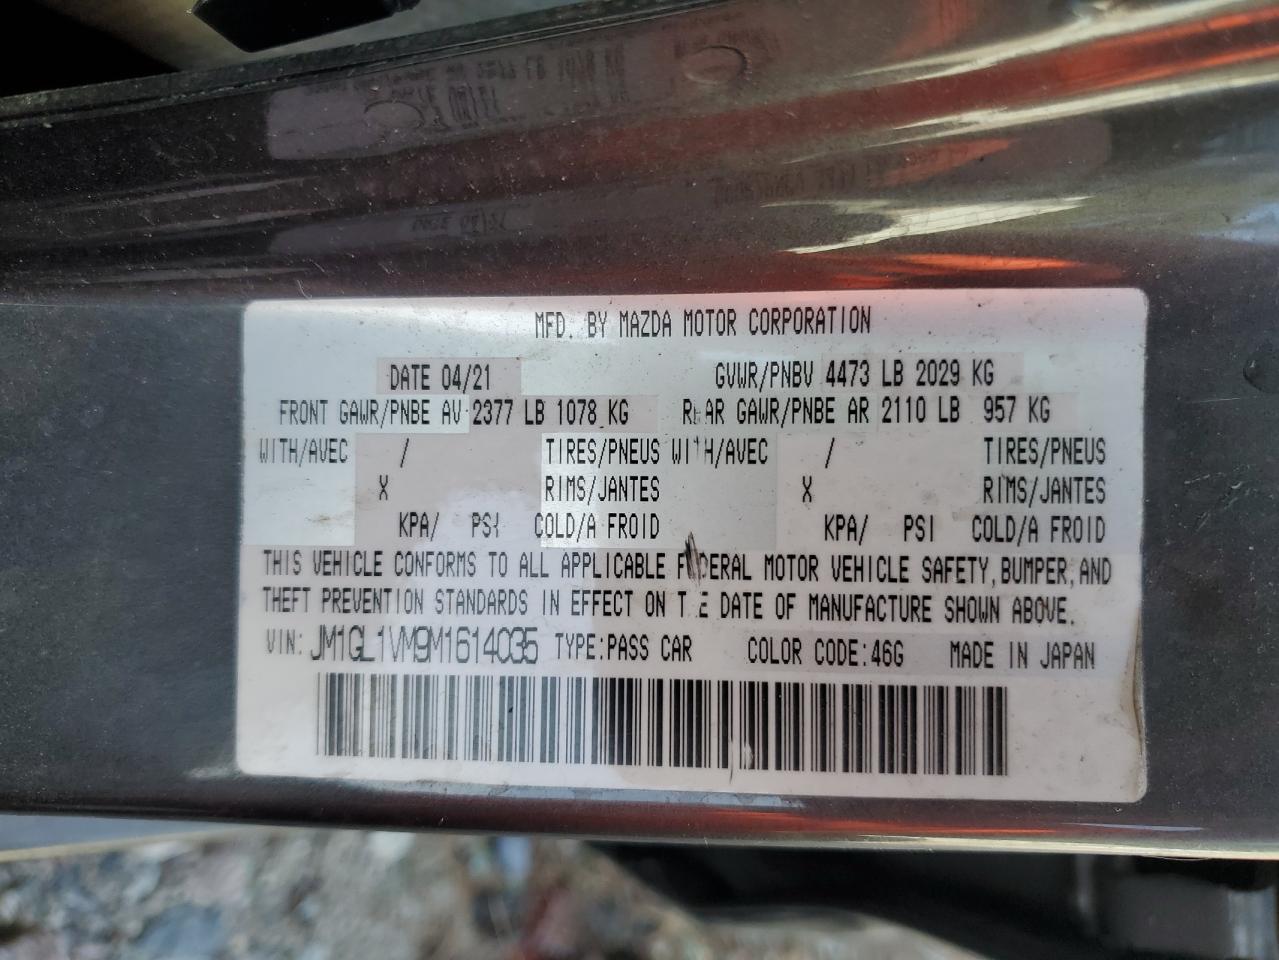 MFD. BY MAZDA MOTOR CORPORATION
DATE 04/21 GVWR/PNBV 4473 LB 2029 KG
FRONT GAWR/PNBE AV 2377 LB 1078 KG REAR GAWR/PNBE AR 2110 LB 957 KG
WITH/AVEC / TIRES/PNEUS WITH/AVEC / TIRES/PNEUS
X RIMS/JANTES X RIMS/JANTES
KPA/ PSI COLD/A FROID KPA/ PSI COLD/A FROID
THIS VEHICLE CONFORMS TO ALL APPLICABLE FEDERAL MOTOR VEHICLE SAFETY, BUMPER, AND
THEFT PREVENTION STANDARDS IN EFFECT ON THE DATE OF MANUFACTURE SHOWN ABOVE.
VIN: JM1GL1VM9M1614035 TYPE:PASS CAR COLOR CODE:46G MADE IN JAPAN